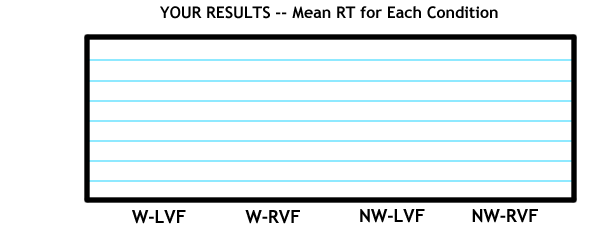 YOUR RESULTS -- Mean RT for Each Condition
W-LVF W-RVF NW-LVF NW-RVF